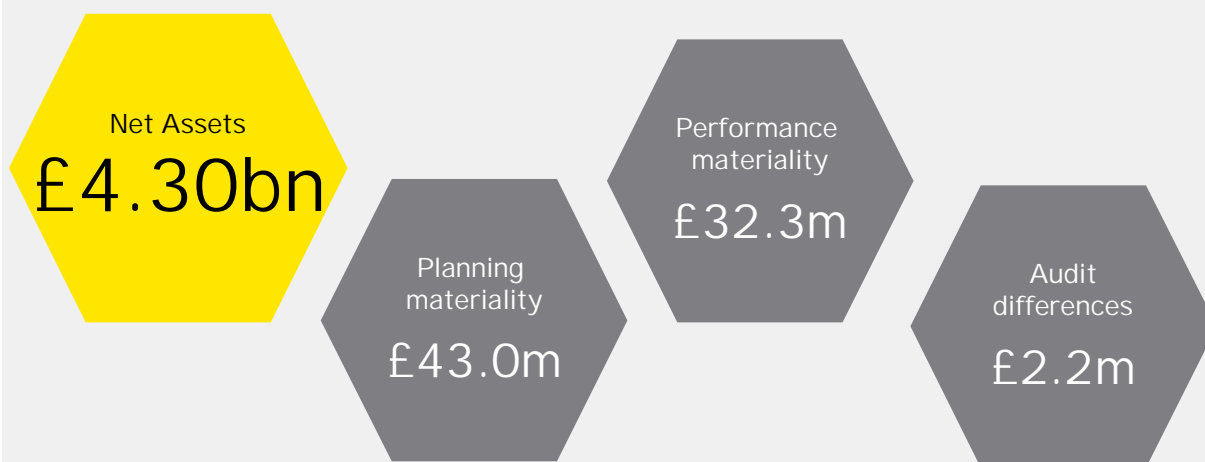 Net Assets
£4.30bn
Planning
materiality
£43.0m
Performance
materiality
£32.3m
Audit
differences
£2.2m